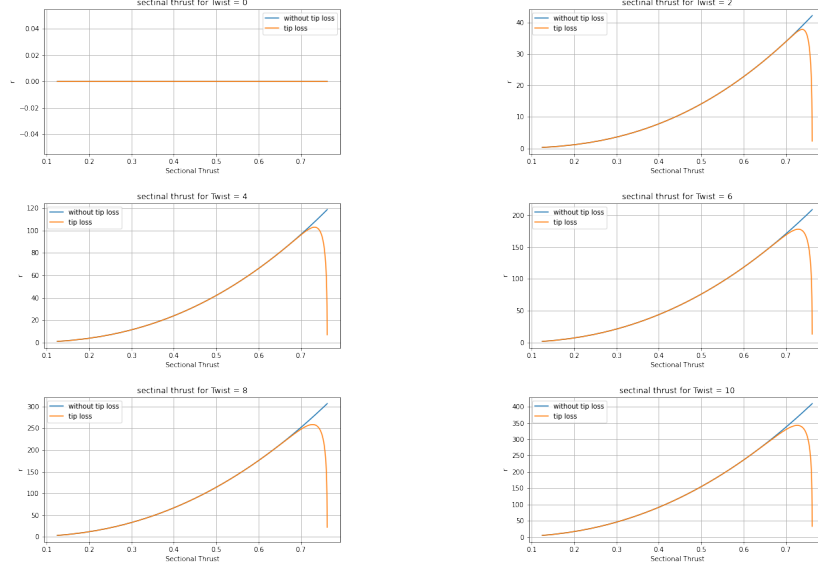 sectinal thrust for Twist = 0
0.04
0.02
0.00
−0.02
−0.04
r
without tip loss
tip loss
0.1 0.2 0.3 0.4 0.5 0.6 0.7
Sectional Thrust
sectinal thrust for Twist = 2
40
30
20
10
0
r
without tip loss
tip loss
0.1 0.2 0.3 0.4 0.5 0.6 0.7
Sectional Thrust
sectinal thrust for Twist = 4
120
100
80
60
40
20
0
r
without tip loss
tip loss
0.1 0.2 0.3 0.4 0.5 0.6 0.7
Sectional Thrust
sectinal thrust for Twist = 6
200
150
100
50
0
r
without tip loss
tip loss
0.1 0.2 0.3 0.4 0.5 0.6 0.7
Sectional Thrust
sectinal thrust for Twist = 8
300
250
200
150
100
50
0
r
without tip loss
tip loss
0.1 0.2 0.3 0.4 0.5 0.6 0.7
Sectional Thrust
sectinal thrust for Twist = 10
400
350
300
250
200
150
100
50
0
r
without tip loss
tip loss
0.1 0.2 0.3 0.4 0.5 0.6 0.7
Sectional Thrust